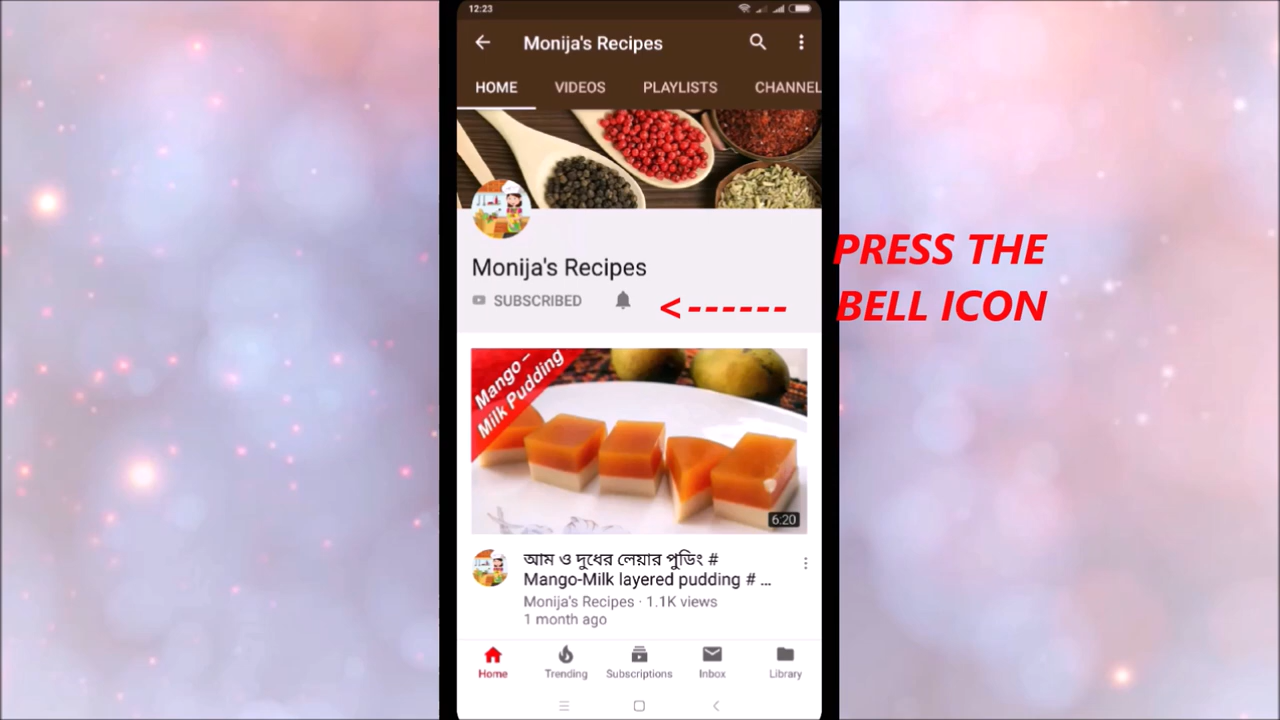 12:23
Monija's Recipes
HOME VIDEOS PLAYLISTS CHANNEL
Monija's Recipes
SUBSCRIBED
<------
PRESS THE
BELL ICON
Mango-
Milk Pudding
6:20
আম ও দুধের লেয়ার পুডিং #
Mango-Milk layered pudding # ...
Monija's Recipes · 1.1K views
1 month ago
Home Trending Subscriptions Inbox Library